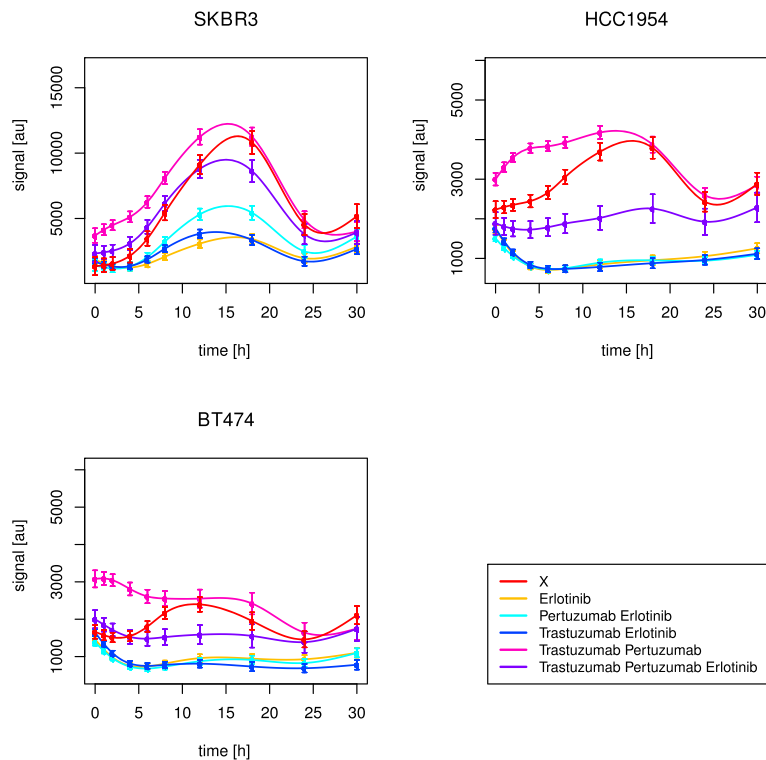 SKBR3
signal [au]
5000 10000 15000
0 5 10 15 20 25 30
time [h]
HCC1954
signal [au]
1000 3000 5000
0 5 10 15 20 25 30
time [h]
BT474
signal [au]
1000 3000 5000
0 5 10 15 20 25 30
time [h]
X
Erlotinib
Pertuzumab Erlotinib
Trastuzumab Erlotinib
Trastuzumab Pertuzumab
Trastuzumab Pertuzumab Erlotinib